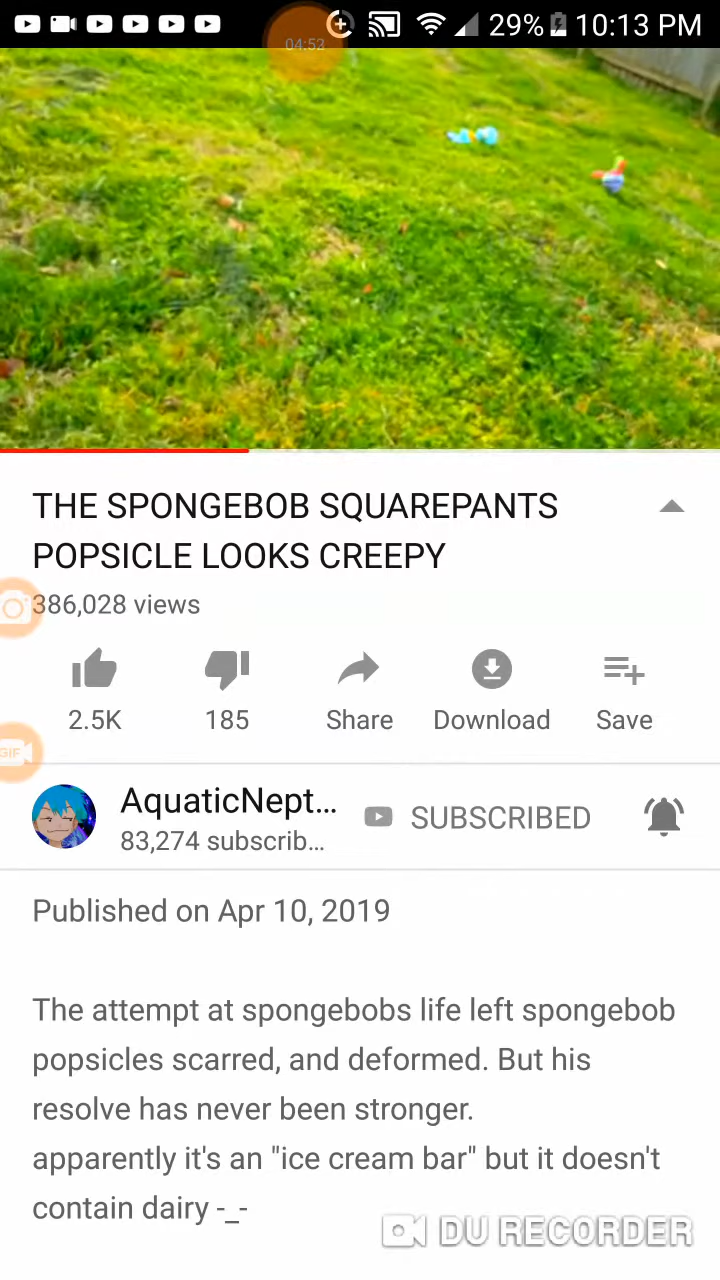 04:52
29%
10:13 PM
THE SPONGEBOB SQUAREPANTS
POPSICLE LOOKS CREEPY
386,028 views
2.5K
185
Share
Download
Save
GIF
AquaticNept...
83,274 subscrib...
SUBSCRIBED
Published on Apr 10, 2019
The attempt at spongebobs life left spongebob
popsicles scarred, and deformed. But his
resolve has never been stronger.
apparently it's an "ice cream bar" but it doesn't
contain dairy -_-
DU RECORDER